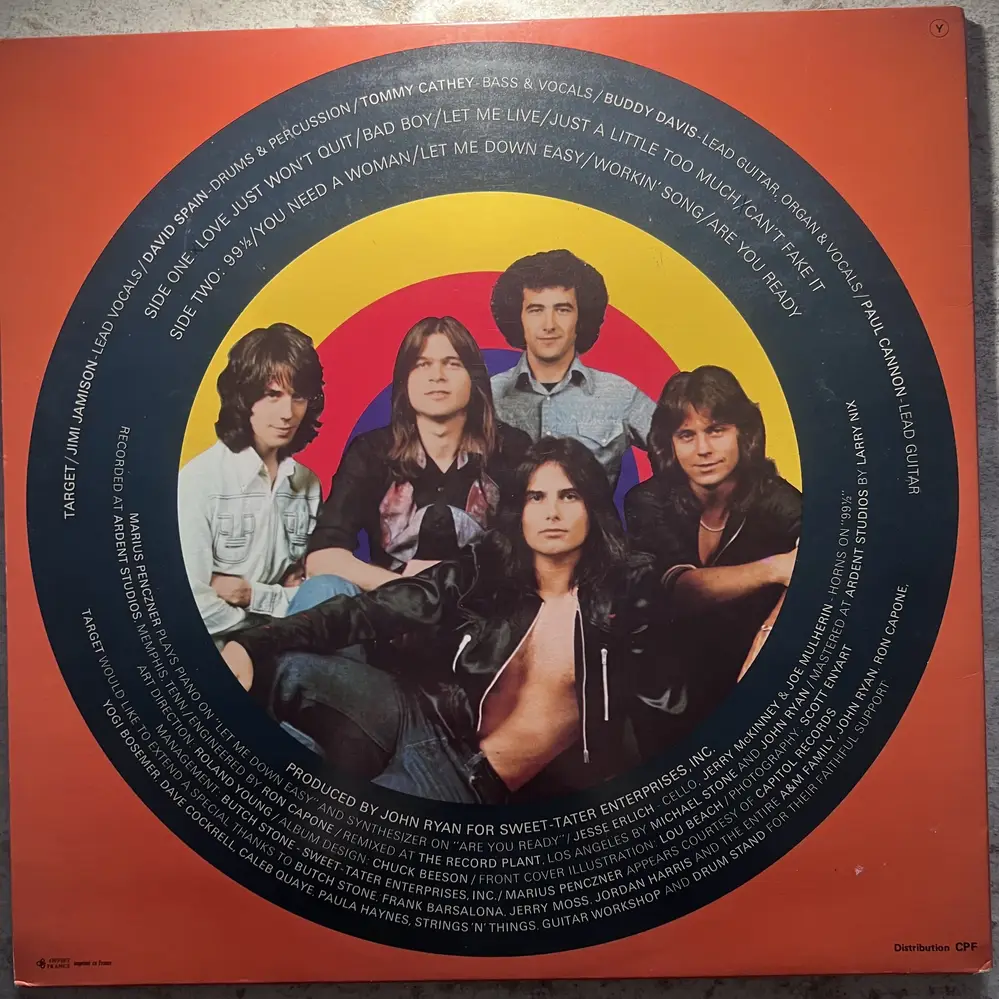 Y
TARGET/JIMI JAMISON-LEAD VOCALS/DAVID SPAIN-DRUMS & PERCUSSION/TOMMY CATHEY-BASS & VOCALS/BUDDY DAVIS-LEAD GUITAR, ORGAN & VOCALS/PAUL CANNON-LEAD GUITAR
SIDE ONE: LOVE JUST WON'T QUIT/BAD BOY/LET ME LIVE/JUST A LITTLE TOO MUCH/CAN'T FAKE IT
SIDE TWO: 99½/YOU NEED A WOMAN/LET ME DOWN EASY/WORKIN' SONG/ARE YOU READY
PRODUCED BY JOHN RYAN FOR SWEET-TATER ENTERPRISES, INC.
MARIUS PENCZNER PLAYS PIANO ON "LET ME DOWN EASY" AND SYNTHESIZER ON "ARE YOU READY"/JESSE ERLICH-CELLO, JERRY McKINNEY & JOE MULHERIN-HORNS ON "99½"
RECORDED AT ARDENT STUDIOS, MEMPHIS, TENN/ENGINEERED BY RON CAPONE/REMIXED AT THE RECORD PLANT, LOS ANGELES BY MICHAEL STONE AND JOHN RYAN/MASTERED AT ARDENT STUDIOS BY LARRY NIX
ART DIRECTION: ROLAND YOUNG/ALBUM DESIGN: CHUCK BEESON/FRONT COVER ILLUSTRATION: LOU BEACH/PHOTOGRAPHY: SCOTT ENYART
MANAGEMENT: BUTCH STONE-SWEET-TATER ENTERPRISES, INC./MARIUS PENCZNER APPEARS COURTESY OF CAPITOL RECORDS
TARGET WOULD LIKE TO EXTEND A SPECIAL THANKS TO BUTCH STONE, FRANK BARSALONA, JERRY MOSS, JORDAN HARRIS AND THE ENTIRE A&M FAMILY, JOHN RYAN, RON CAPONE,
YOGI BOSEMER, DAVE COCKRELL, CALEB QUAYE, PAULA HAYNES, STRINGS 'N' THINGS, GUITAR WORKSHOP AND DRUM STAND FOR THEIR FAITHFUL SUPPORT
Distribution CPF
OFFSET FRANCE imprimé en France